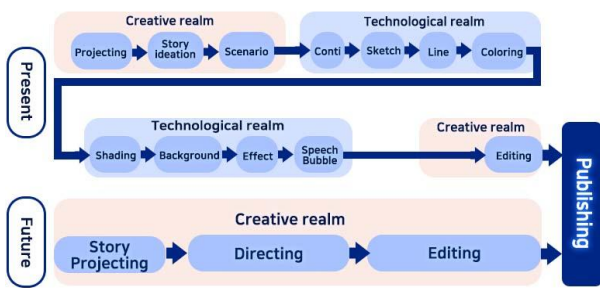 Creative realm
Technological realm
Projecting
Story
ideation
Scenario
Conti
Sketch
Line
Coloring
Present
Technological realm
Creative realm
Shading
Background
Effect
Speech
Bubble
Editing
Publishing
Future
Creative realm
Story
Projecting
Directing
Editing